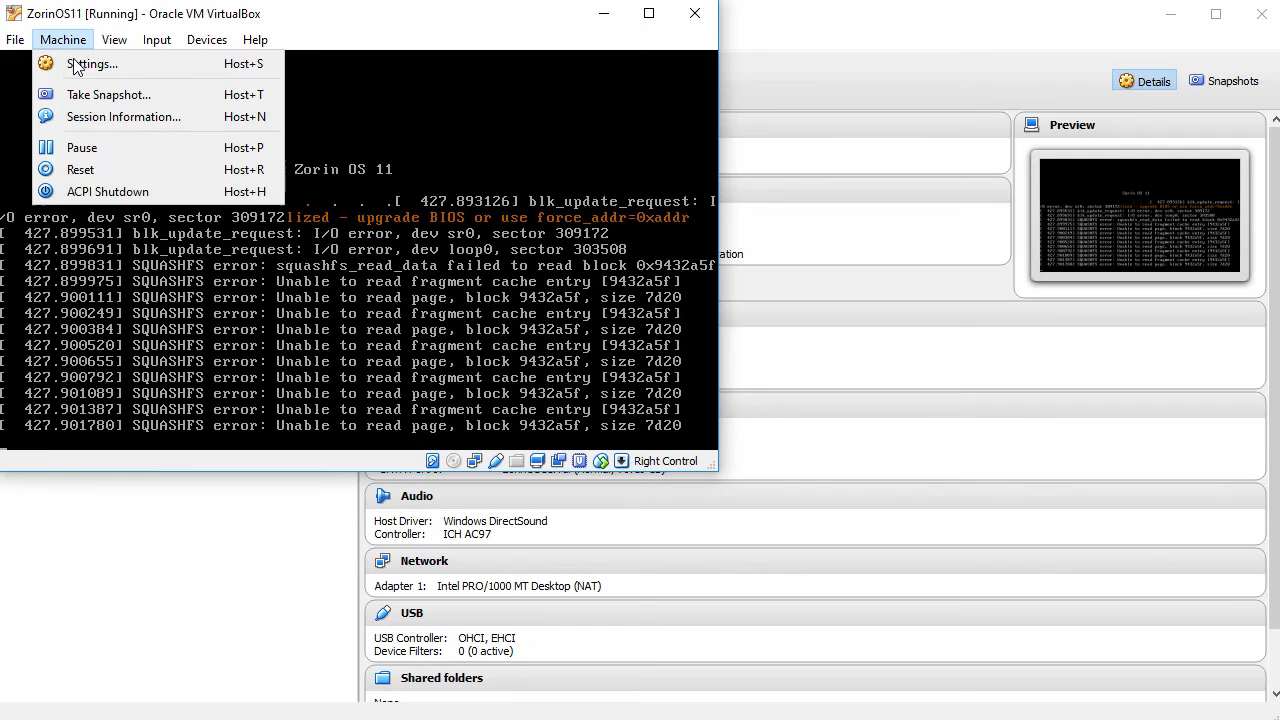 ZorinOS11 [Running] - Oracle VM VirtualBox
File Machine View Input Devices Help
Settings... Host+S
Take Snapshot... Host+T
Session Information... Host+N
Pause Host+P
Reset Host+R
ACPI Shutdown Host+H
Zorin OS 11
. . . .[ 427.893126] blk_update_request: I
/O error, dev sr0, sector 309172lized - upgrade BIOS or use force_addr=0xaddr
[ 427.899531] blk_update_request: I/O error, dev sr0, sector 309172
[ 427.899691] blk_update_request: I/O error, dev loop0, sector 303508
[ 427.899831] SQUASHFS error: squashfs_read_data failed to read block 0x9432a5f
[ 427.899975] SQUASHFS error: Unable to read fragment cache entry [9432a5f]
[ 427.900111] SQUASHFS error: Unable to read page, block 9432a5f, size 7d20
[ 427.900249] SQUASHFS error: Unable to read fragment cache entry [9432a5f]
[ 427.900384] SQUASHFS error: Unable to read page, block 9432a5f, size 7d20
[ 427.900520] SQUASHFS error: Unable to read fragment cache entry [9432a5f]
[ 427.900655] SQUASHFS error: Unable to read page, block 9432a5f, size 7d20
[ 427.900792] SQUASHFS error: Unable to read fragment cache entry [9432a5f]
[ 427.901089] SQUASHFS error: Unable to read page, block 9432a5f, size 7d20
[ 427.901387] SQUASHFS error: Unable to read fragment cache entry [9432a5f]
[ 427.901780] SQUASHFS error: Unable to read page, block 9432a5f, size 7d20
Right Control
Details Snapshots
Preview
Audio
Host Driver: Windows DirectSound
Controller: ICH AC97
Network
Adapter 1: Intel PRO/1000 MT Desktop (NAT)
USB
USB Controller: OHCI, EHCI
Device Filters: 0 (0 active)
Shared folders